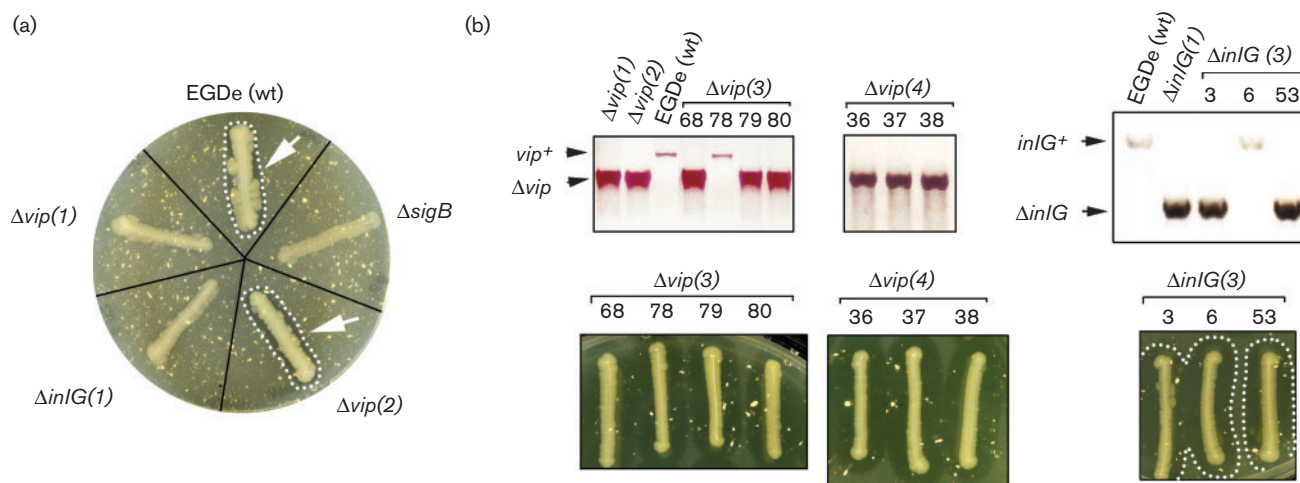 (a)
EGDe (wt)
Δvip(1)
ΔsigB
ΔinlG(1)
Δvip(2)
(b)
Δvip(1)
Δvip(2)
EGDe (wt)
Δvip(3)
68 78 79 80
vip+
Δvip
Δvip(4)
36 37 38
EGDe (wt)
ΔinlG(1)
ΔinlG (3)
3 6 53
inlG+
ΔinlG
Δvip(3)
68 78 79 80
Δvip(4)
36 37 38
ΔinlG(3)
3 6 53